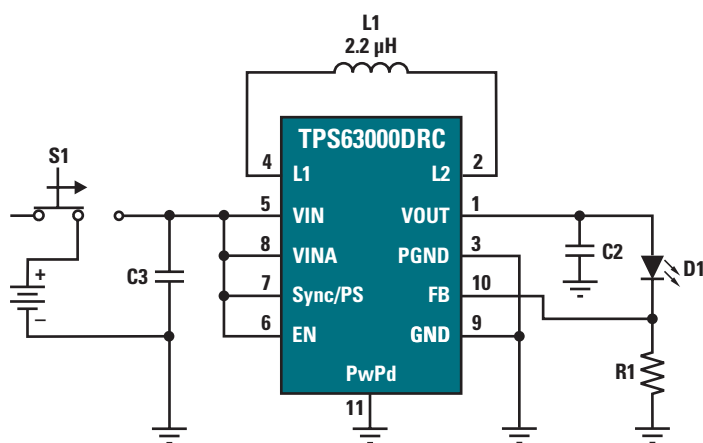 L1
2.2 µH
TPS63000DRC
S1
4 L1 L2 2
5 VIN VOUT 1
8 VINA PGND 3
C2
D1
C3
+
–
7 Sync/PS FB 10
6 EN GND 9
R1
PwPd
11